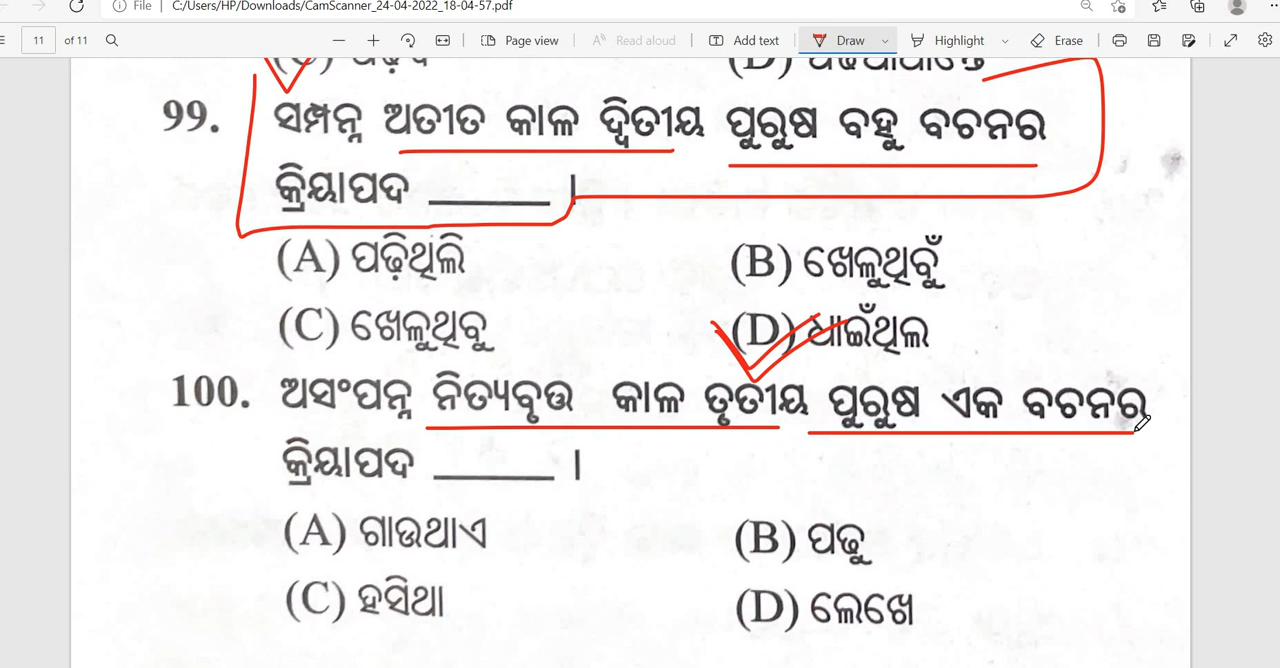 File C:/Users/HP/Downloads/CamScanner_24-04-2022_18-04-57.pdf
11 of 11 Page view Read aloud Add text Draw Highlight Erase
99. ସମ୍ପନ୍ନ ଅତୀତ କାଳ ଦ୍ୱିତୀୟ ପୁରୁଷ ବହୁ ବଚନର
କ୍ରିୟାପଦ ______ ।
(A) ପଢ଼ିଥିଲି (B) ଖେଳୁଥିବୁଁ
(C) ଖେଳୁଥିବୁ (D) ଧାଇଁଥିଲ
100. ଅସଂପନ୍ନ ନିତ୍ୟବୃତ୍ତ କାଳ ତୃତୀୟ ପୁରୁଷ ଏକ ବଚନର
କ୍ରିୟାପଦ ______ ।
(A) ଗାଉଥାଏ (B) ପଢୁ
(C) ହସିଥା (D) ଲେଖେ